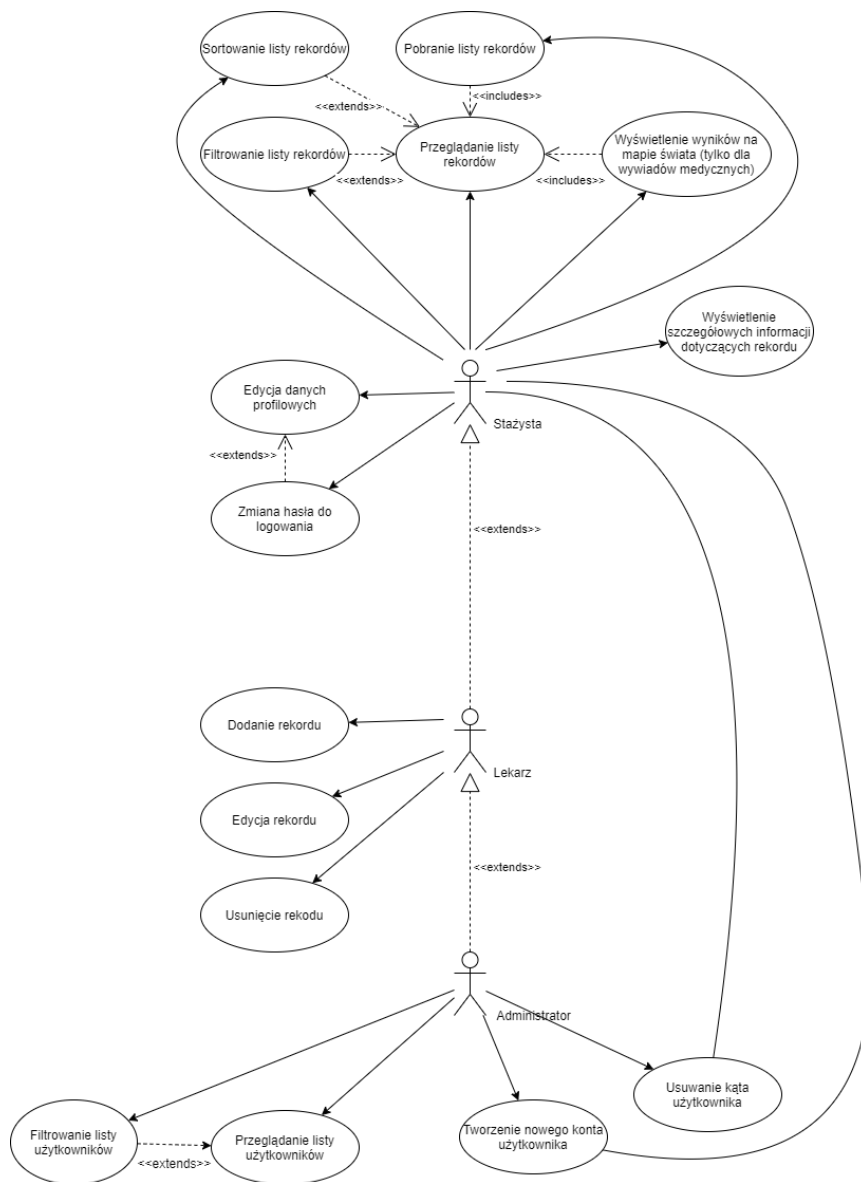 Sortowanie listy rekordów
Pobranie listy rekordów
<<extends>>
<<includes>>
Filtrowanie listy rekordów
<<extends>>
Przeglądanie listy
rekordów
<<includes>>
Wyświetlenie wyników na
mapie świata (tylko dla
wywiadów medycznych)
Wyświetlenie
szczegółowych informacji
dotyczących rekordu
Edycja danych
profilowych
Stażysta
<<extends>>
Zmiana hasła do
logowania
<<extends>>
Dodanie rekordu
Lekarz
Edycja rekordu
<<extends>>
Usunięcie rekodu
Administrator
Usuwanie kąta
użytkownika
Filtrowanie listy
użytkowników
<<extends>>
Przeglądanie listy
użytkowników
Tworzenie nowego konta
użytkownika